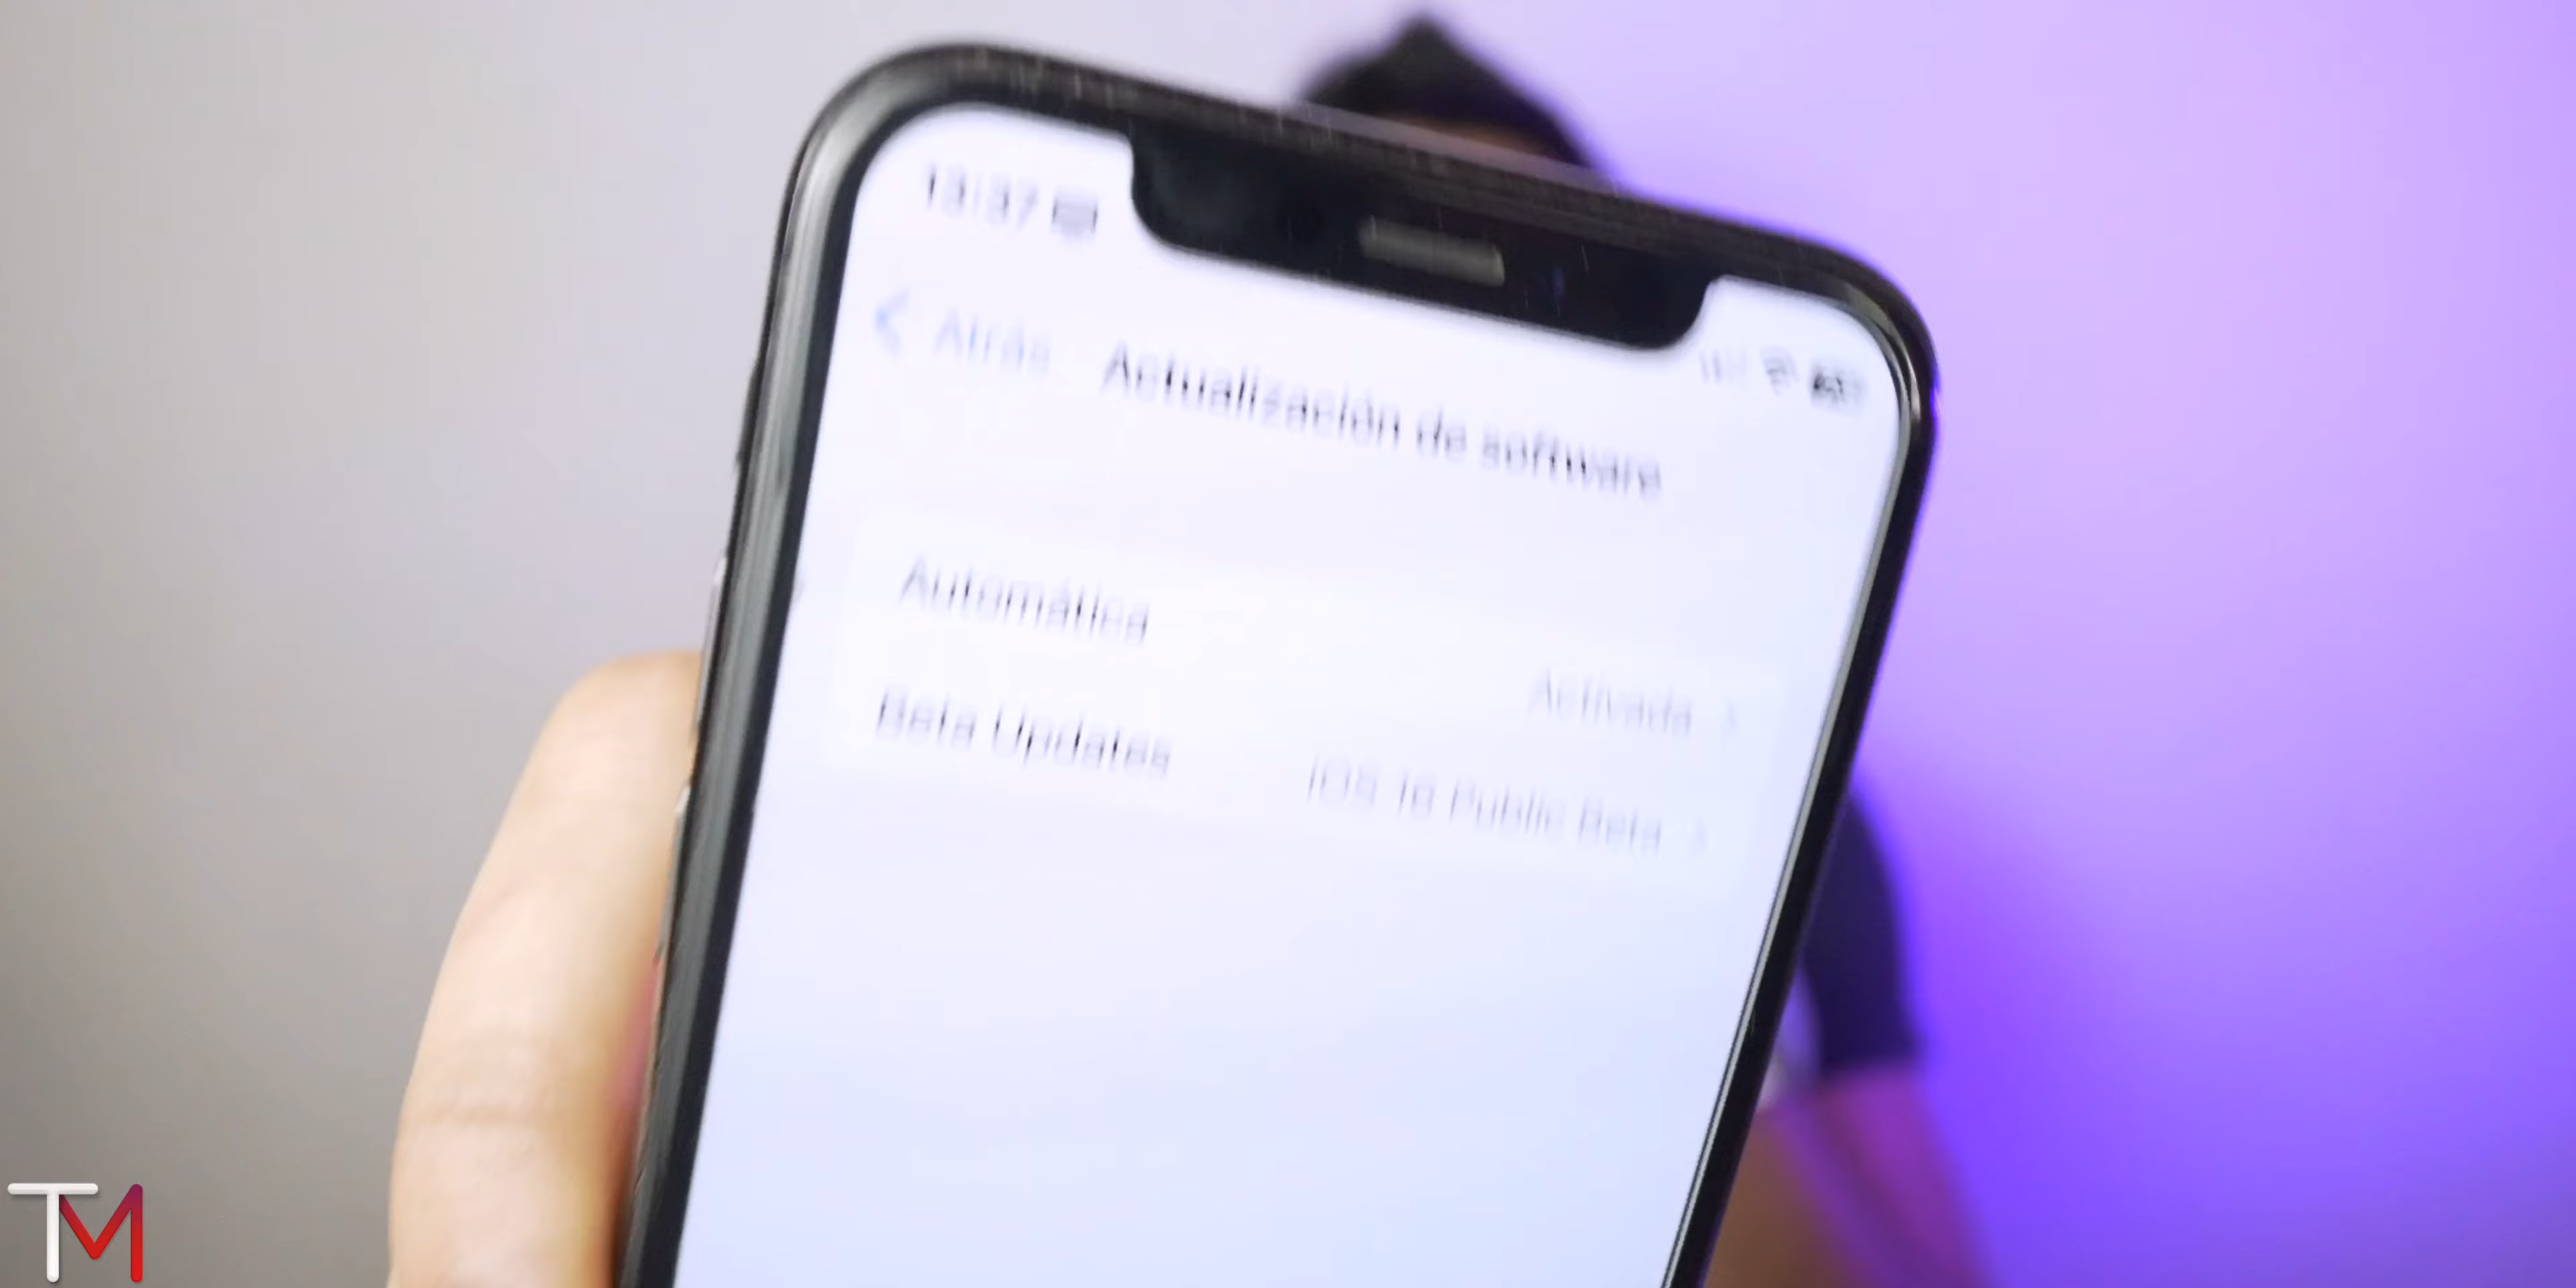 13:37
Atrás Actualización de software
Automática Activada
Beta Updates iOS 16 Public Beta
TM